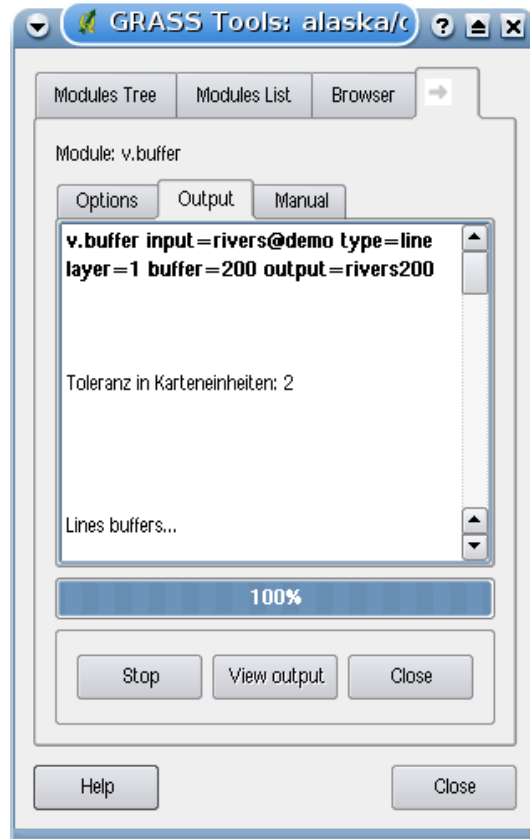 GRASS Tools: alaska/
Modules Tree Modules List Browser
Module: v.buffer
Options Output Manual
v.buffer input=rivers@demo type=line
layer=1 buffer=200 output=rivers200
Toleranz in Karteneinheiten: 2
Lines buffers...
100%
Stop View output Close
Help Close